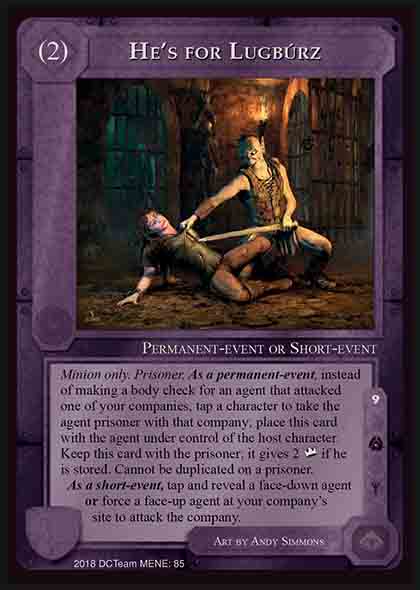 (2)
He's for Lugbúrz
Permanent-event or Short-event
Minion only. Prisoner. As a permanent-event, instead
of making a body check for an agent that attacked
one of your companies, tap a character to take the
agent prisoner with that company; place this card
with the agent under control of the host character.
Keep this card with the prisoner, it gives 2 if he
is stored. Cannot be duplicated on a prisoner.
As a short-event, tap and reveal a face-down agent
or force a face-up agent at your company's
site to attack the company.
9
Art by Andy Simmons
2018 DCTeam MENE: 85